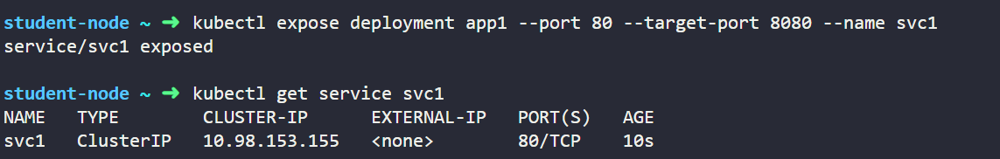 student-node ~ ➜ kubectl expose deployment app1 --port 80 --target-port 8080 --name svc1
service/svc1 exposed
student-node ~ ➜ kubectl get service svc1
NAME   TYPE        CLUSTER-IP      EXTERNAL-IP   PORT(S)   AGE
svc1   ClusterIP   10.98.153.155   <none>        80/TCP    10s